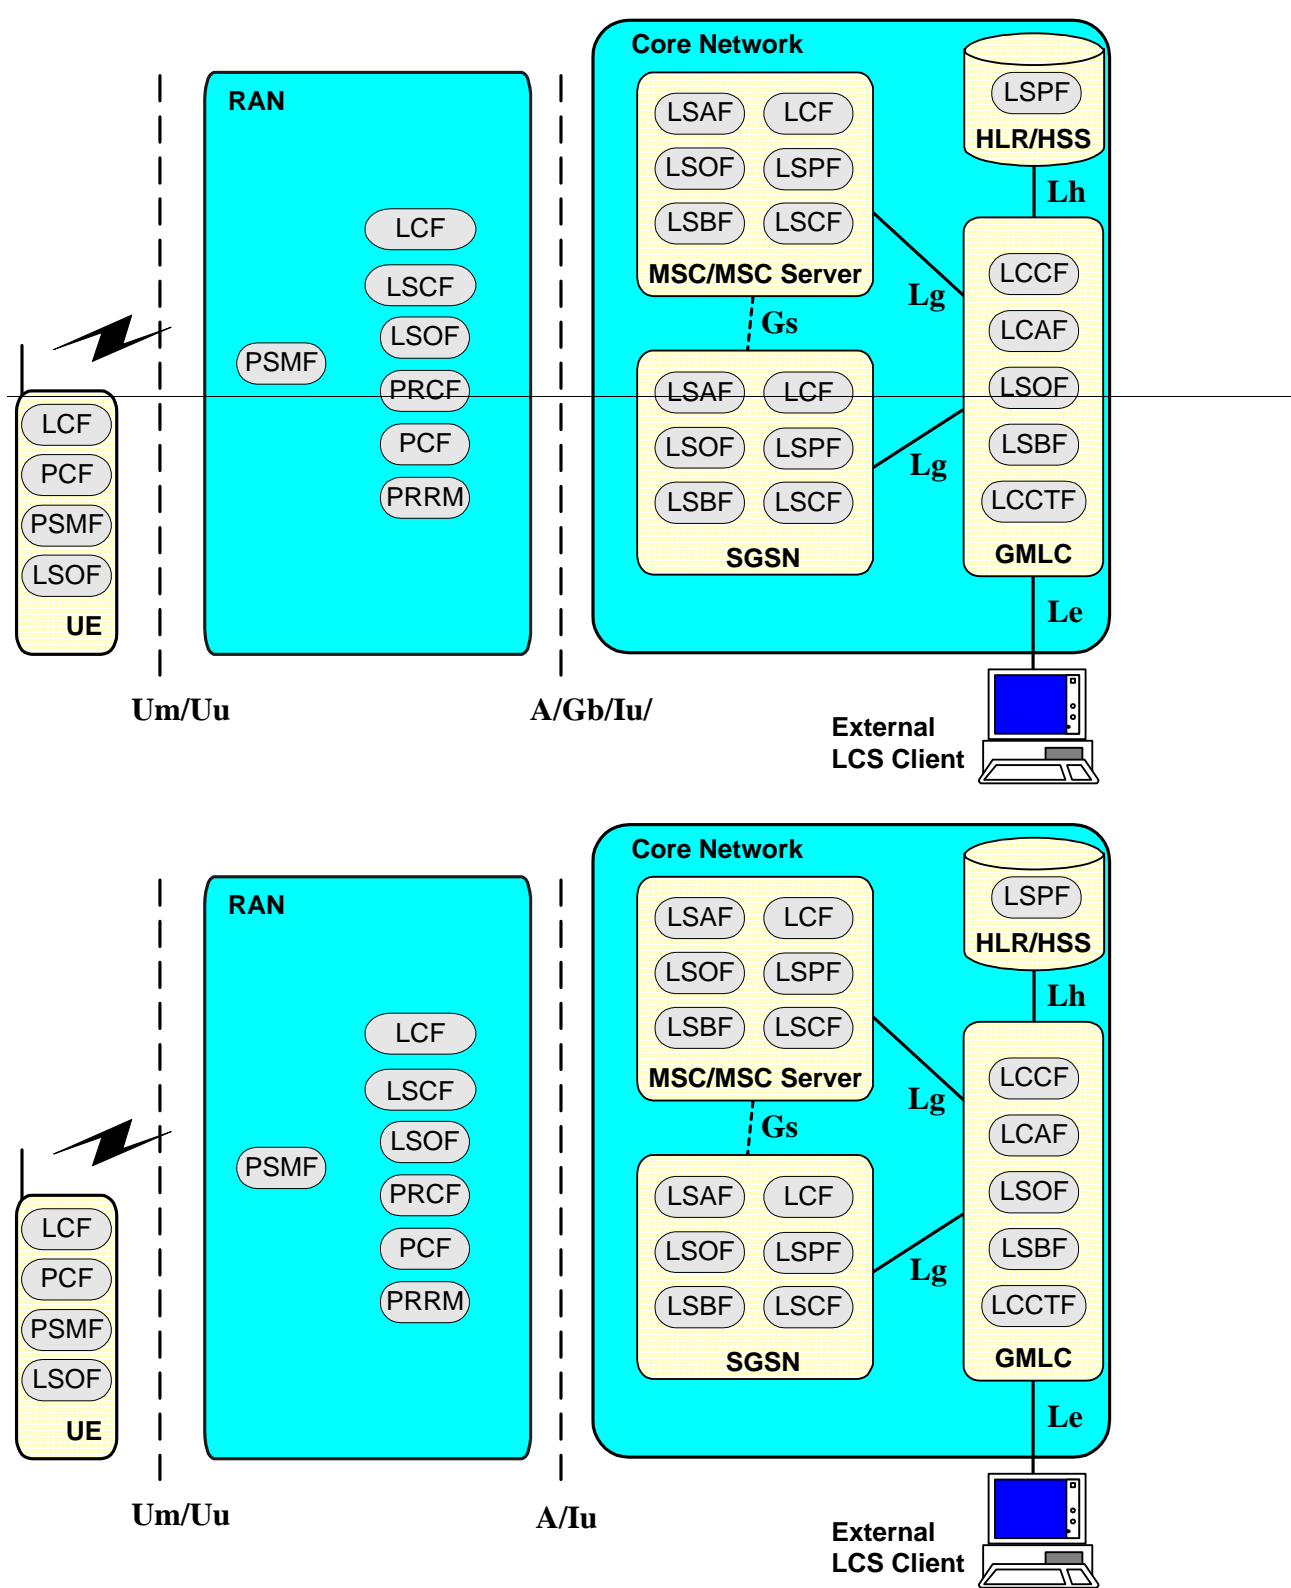 Core Network
RAN
LSPF
LSAF LCF
HLR/HSS
LSOF LSPF
Lh
LSBF LSCF
LCF
MSC/MSC Server
LCCF
LSCF
Lg
Gs
LCAF
LSOF
PSMF
PRCF
LSAF LCF
LSOF
LCF
PCF
LSOF LSPF
LSBF
Lg
PCF
PRRM
LSBF LSCF
LCCTF
PSMF
SGSN
GMLC
LSOF
UE
Le
Um/Uu
A/Gb/Iu/
External
LCS Client
Core Network
RAN
LSPF
LSAF LCF
HLR/HSS
LSOF LSPF
Lh
LSBF LSCF
LCF
MSC/MSC Server
LCCF
LSCF
Lg
Gs
LCAF
LSOF
PSMF
PRCF
LSAF LCF
LSOF
LCF
PCF
LSOF LSPF
LSBF
Lg
PCF
PRRM
LSBF LSCF
LCCTF
PSMF
SGSN
GMLC
LSOF
UE
Le
Um/Uu
A/Iu
External
LCS Client